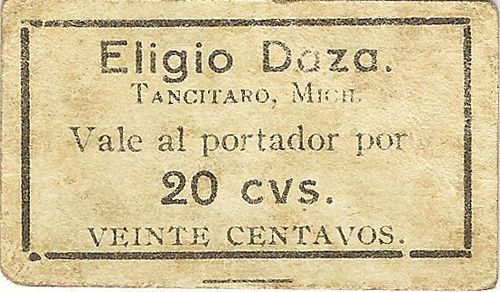 Eligio Daza.
TANCITARO, MICH.
Vale al portador por
20 cvs.
VEINTE CENTAVOS.